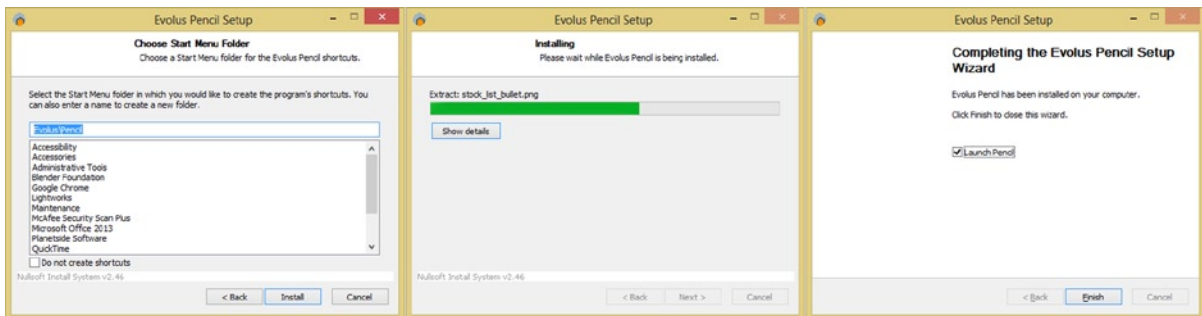 Evolus Pencil Setup
Choose Start Menu Folder
Choose a Start Menu folder for the Evolus Pencil shortcuts.
Select the Start Menu folder in which you would like to create the program's shortcuts. You
can also enter a name to create a new folder.
Evolus\Pencil
Accessibility
Accessories
Administrative Tools
Blender Foundation
Google Chrome
Lightworks
Maintenance
McAfee Security Scan Plus
Microsoft Office 2013
Planetside Software
QuickTime
Do not create shortcuts
Nullsoft Install System v2.46
< Back Install Cancel
Evolus Pencil Setup
Installing
Please wait while Evolus Pencil is being installed.
Extract: stock_list_bullet.png
Show details
Nullsoft Install System v2.46
< Back Next > Cancel
Evolus Pencil Setup
Completing the Evolus Pencil Setup
Wizard
Evolus Pencil has been installed on your computer.
Click Finish to close this wizard.
Launch Pencil
< Back Finish Cancel